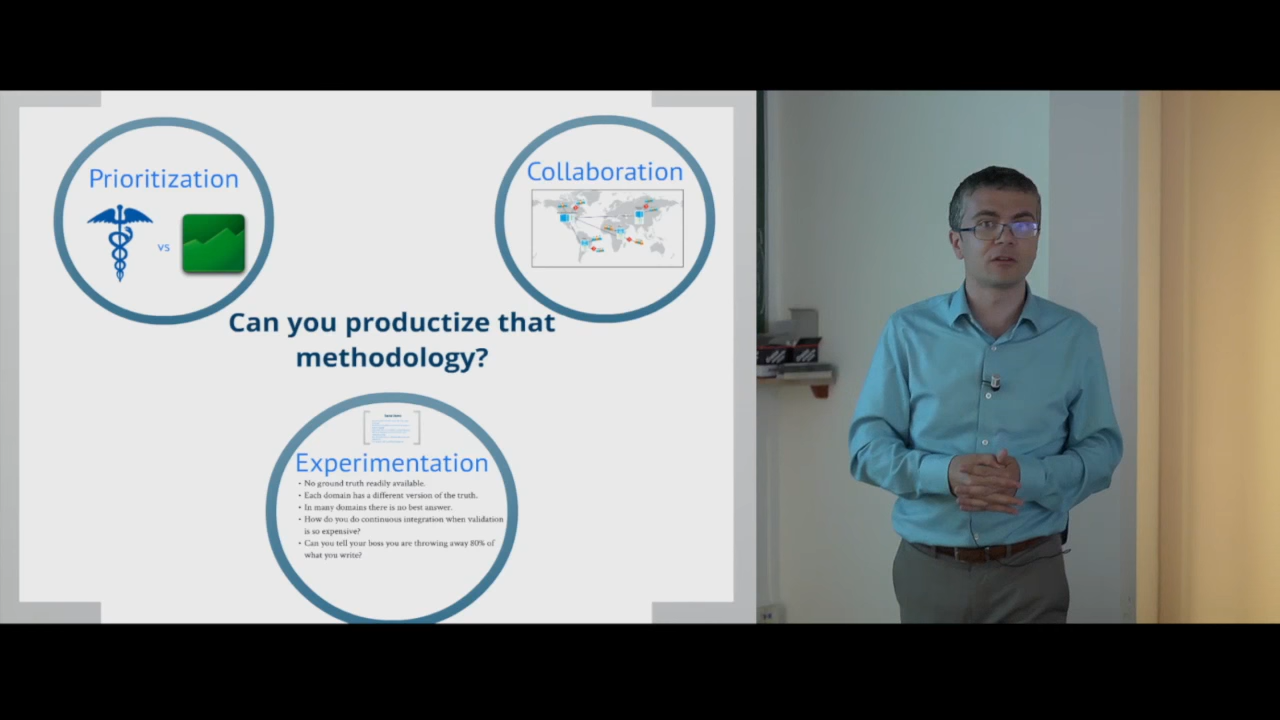 Prioritization
vs
Collaboration
Can you productize that
methodology?
Experimentation
• No ground truth readily available.
• Each domain has a different version of the truth.
• In many domains there is no best answer.
• How do you do continuous integration when validation
is so expensive?
• Can you tell your boss you are throwing away 80% of
what you write?